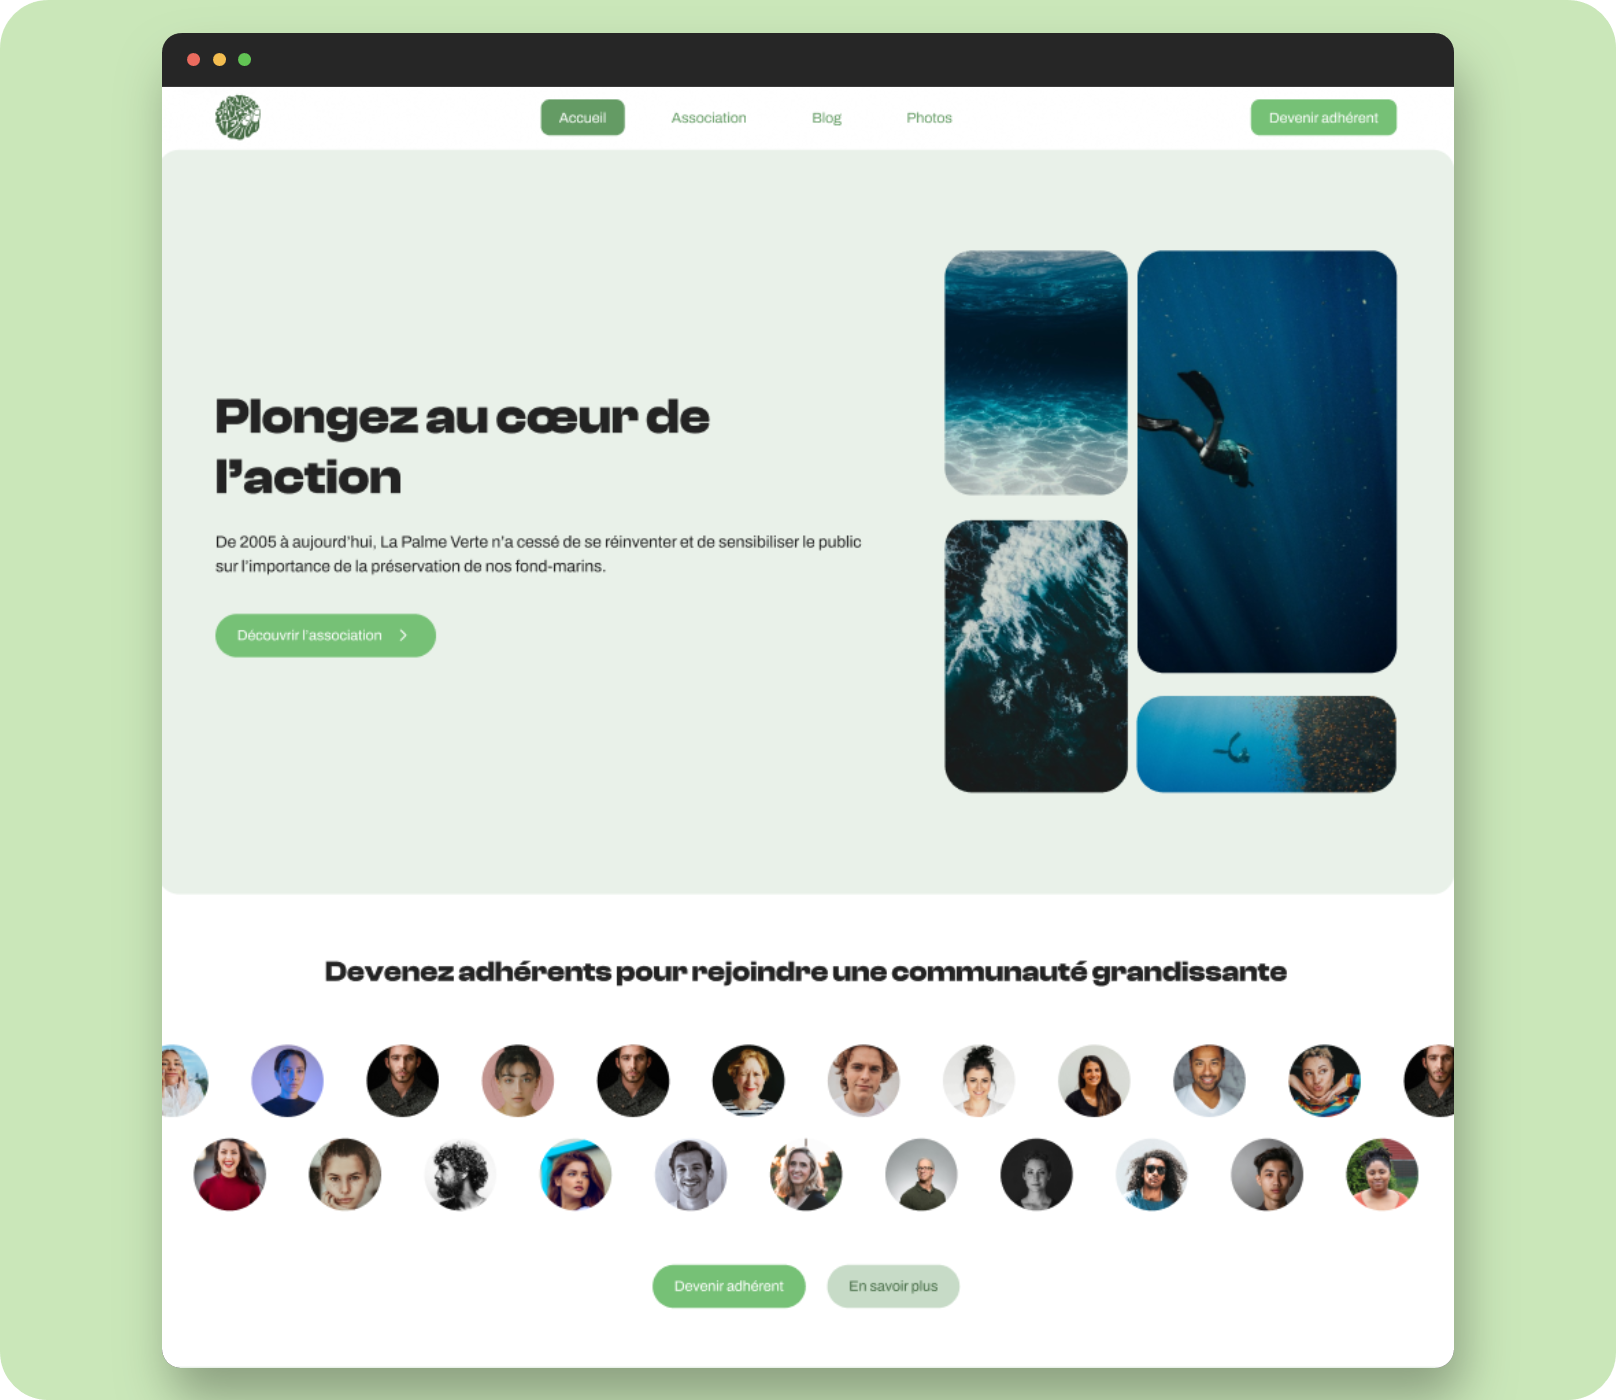 Accueil
Association
Blog
Photos
Devenir adhérent
Plongez au cœur de
l’action
De 2005 à aujourd’hui, La Palme Verte n’a cessé de se réinventer et de sensibiliser le public
sur l’importance de la préservation de nos fond-marins.
Découvrir l’association
Devenez adhérents pour rejoindre une communauté grandissante
Devenir adhérent
En savoir plus